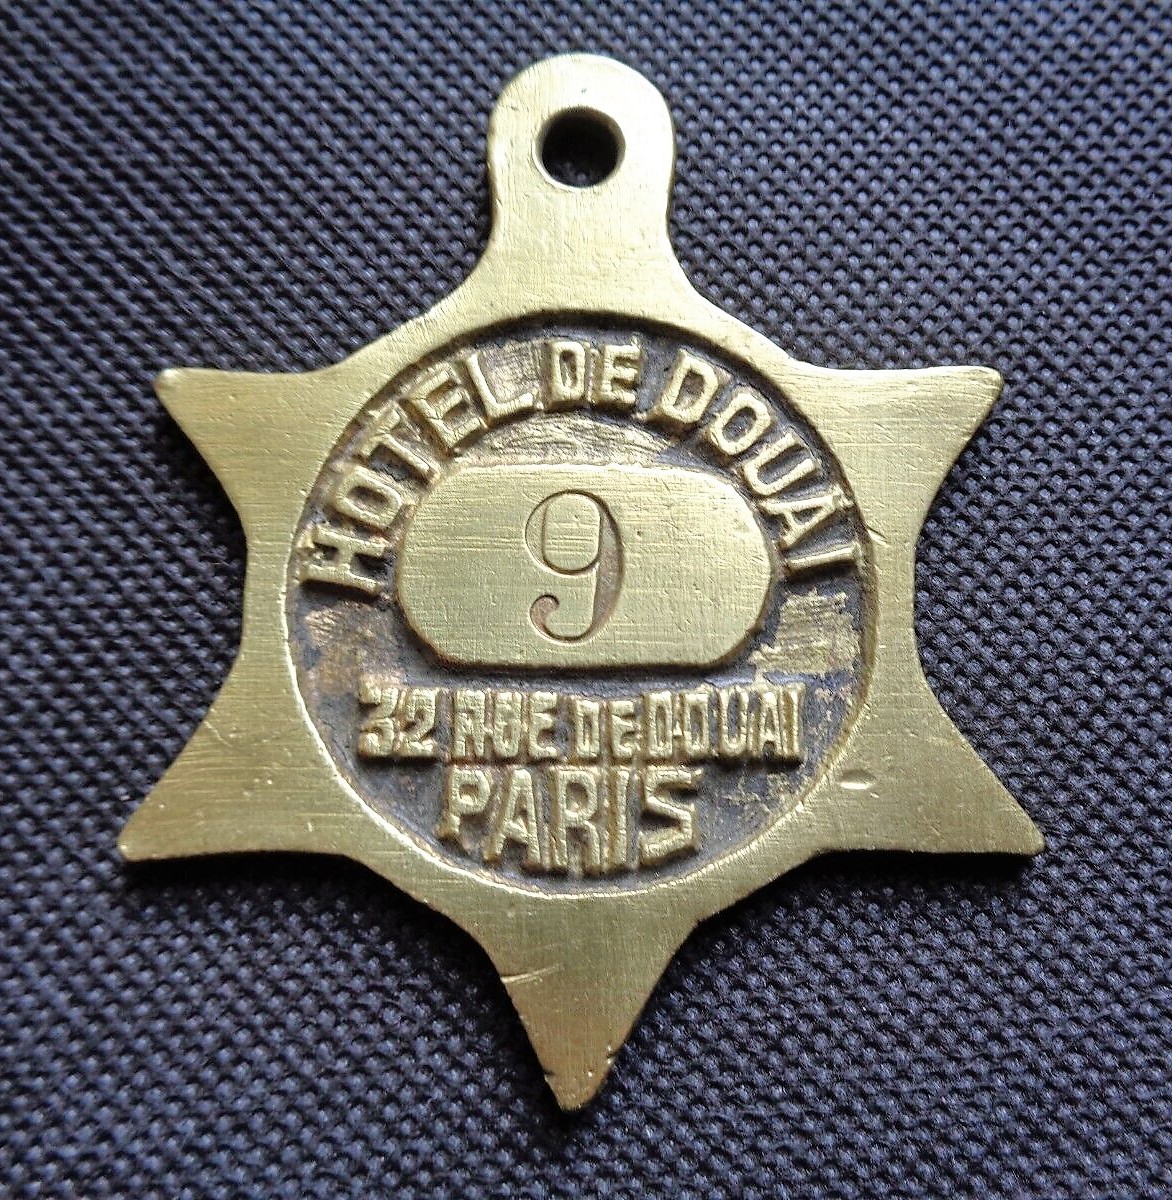 HOTEL DE DOUAI
9
32 RUE DE DOUAI
PARIS